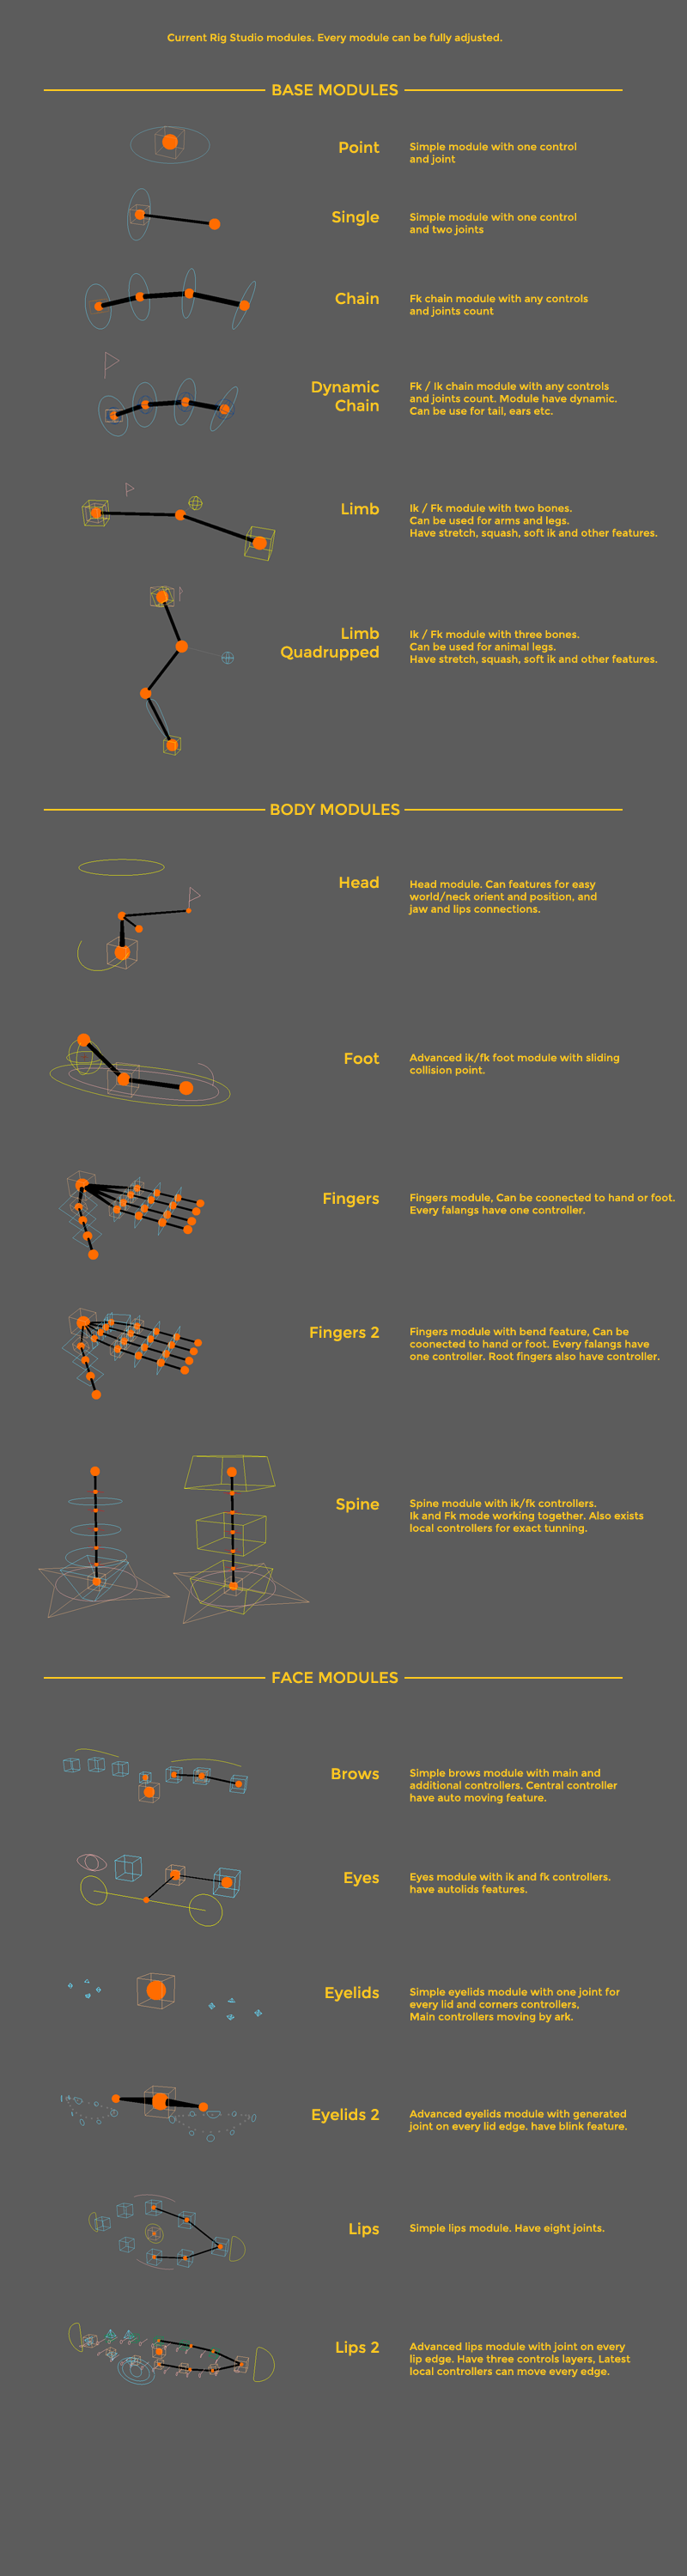 Current Rig Studio modules. Every module can be fully adjusted.
BASE MODULES
Point
Simple module with one control
and joint
Single
Simple module with one control
and two joints
Chain
Fk chain module with any controls
and joints count
Dynamic
Chain
Fk / Ik chain module with any controls
and joints count. Module have dynamic.
Can be use for tail, ears etc.
Limb
Ik / Fk module with two bones.
Can be used for arms and legs.
Have stretch, squash, soft ik and other features.
Limb
Quadrupped
Ik / Fk module with three bones.
Can be used for animal legs.
Have stretch, squash, soft ik and other features.
BODY MODULES
Head
Head module. Can features for easy
world/neck orient and position, and
jaw and lips connections.
Foot
Advanced ik/fk foot module with sliding
collision point.
Fingers
Fingers module, Can be coonected to hand or foot.
Every falangs have one controller.
Fingers 2
Fingers module with bend feature, Can be
coonected to hand or foot. Every falangs have
one controller. Root fingers also have controller.
Spine
Spine module with ik/fk controllers.
Ik and Fk mode working together. Also exists
local controllers for exact tunning.
FACE MODULES
Brows
Simple brows module with main and
additional controllers. Central controller
have auto moving feature.
Eyes
Eyes module with ik and fk controllers.
have autolids features.
Eyelids
Simple eyelids module with one joint for
every lid and corners controllers,
Main controllers moving by ark.
Eyelids 2
Advanced eyelids module with generated
joint on every lid edge. have blink feature.
Lips
Simple lips module. Have eight joints.
Lips 2
Advanced lips module with joint on every
lip edge. Have three controls layers, Latest
local controllers can move every edge.